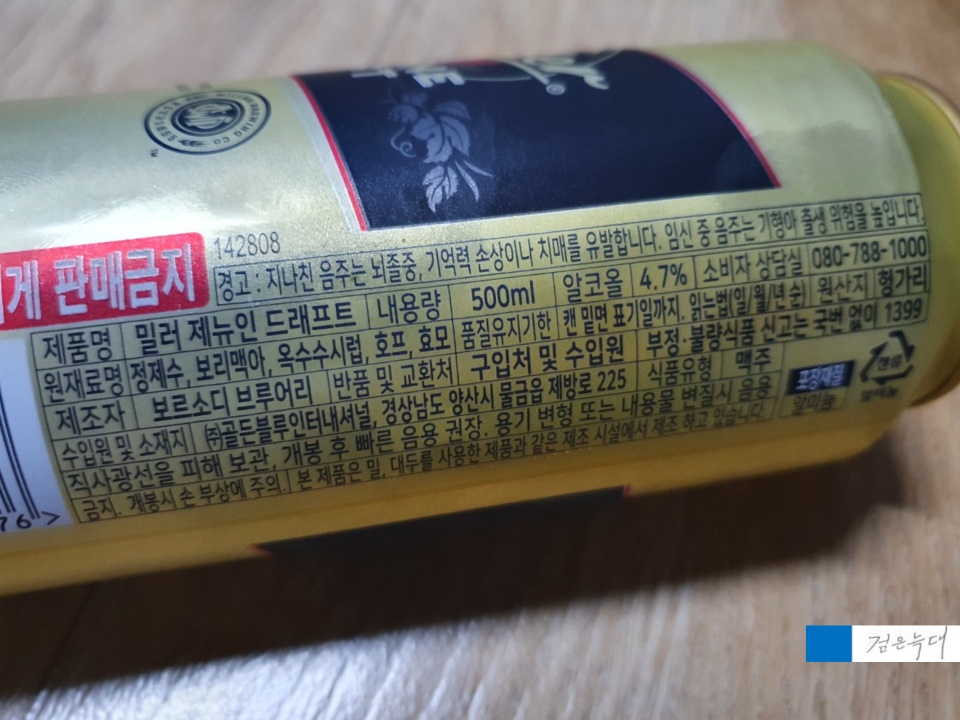 BREWING CO
®
TM
게 판매금지
142808
경고 : 지나친 음주는 뇌졸중, 기억력 손상이나 치매를 유발합니다. 임신 중 음주는 기형아 출생 위험을 높입니다.
제품명 밀러 제뉴인 드래프트 내용량 500ml 알코올 4.7% 소비자 상담실 080-788-1000
원재료명 정제수, 보리맥아, 옥수수시럽, 호프, 효모 품질유지기한 캔 밑면 표기일까지. 읽는법(일/월/년 순) 원산지 헝가리
제조자 보르소디 브루어리 반품 및 교환처 구입처 및 수입원 부정·불량식품 신고는 국번 없이 1399
수입원 및 소재지 ㈜골든블루인터내셔널, 경상남도 양산시 물금읍 제방로 225 식품유형 맥주
직사광선을 피해 보관, 개봉 후 빠른 음용 권장. 용기 변형 또는 내용물 변질시 음용
금지. 개봉시 손 부상에 주의. 본 제품은 밀, 대두를 사용한 제품과 같은 제조 시설에서 제조 하고 있습니다.
포장재질
알미늄
캔류
알미늄
76>
검은늑대